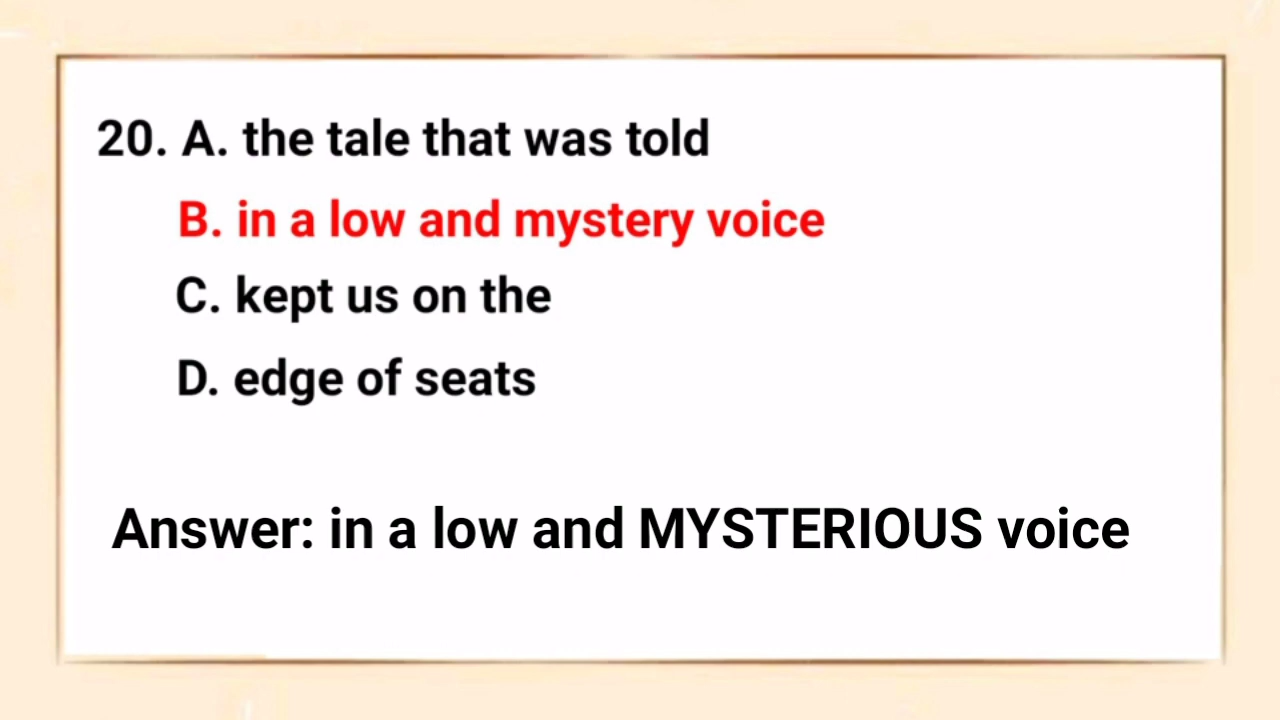 20. A. the tale that was told
B. in a low and mystery voice
C. kept us on the
D. edge of seats
Answer: in a low and MYSTERIOUS voice